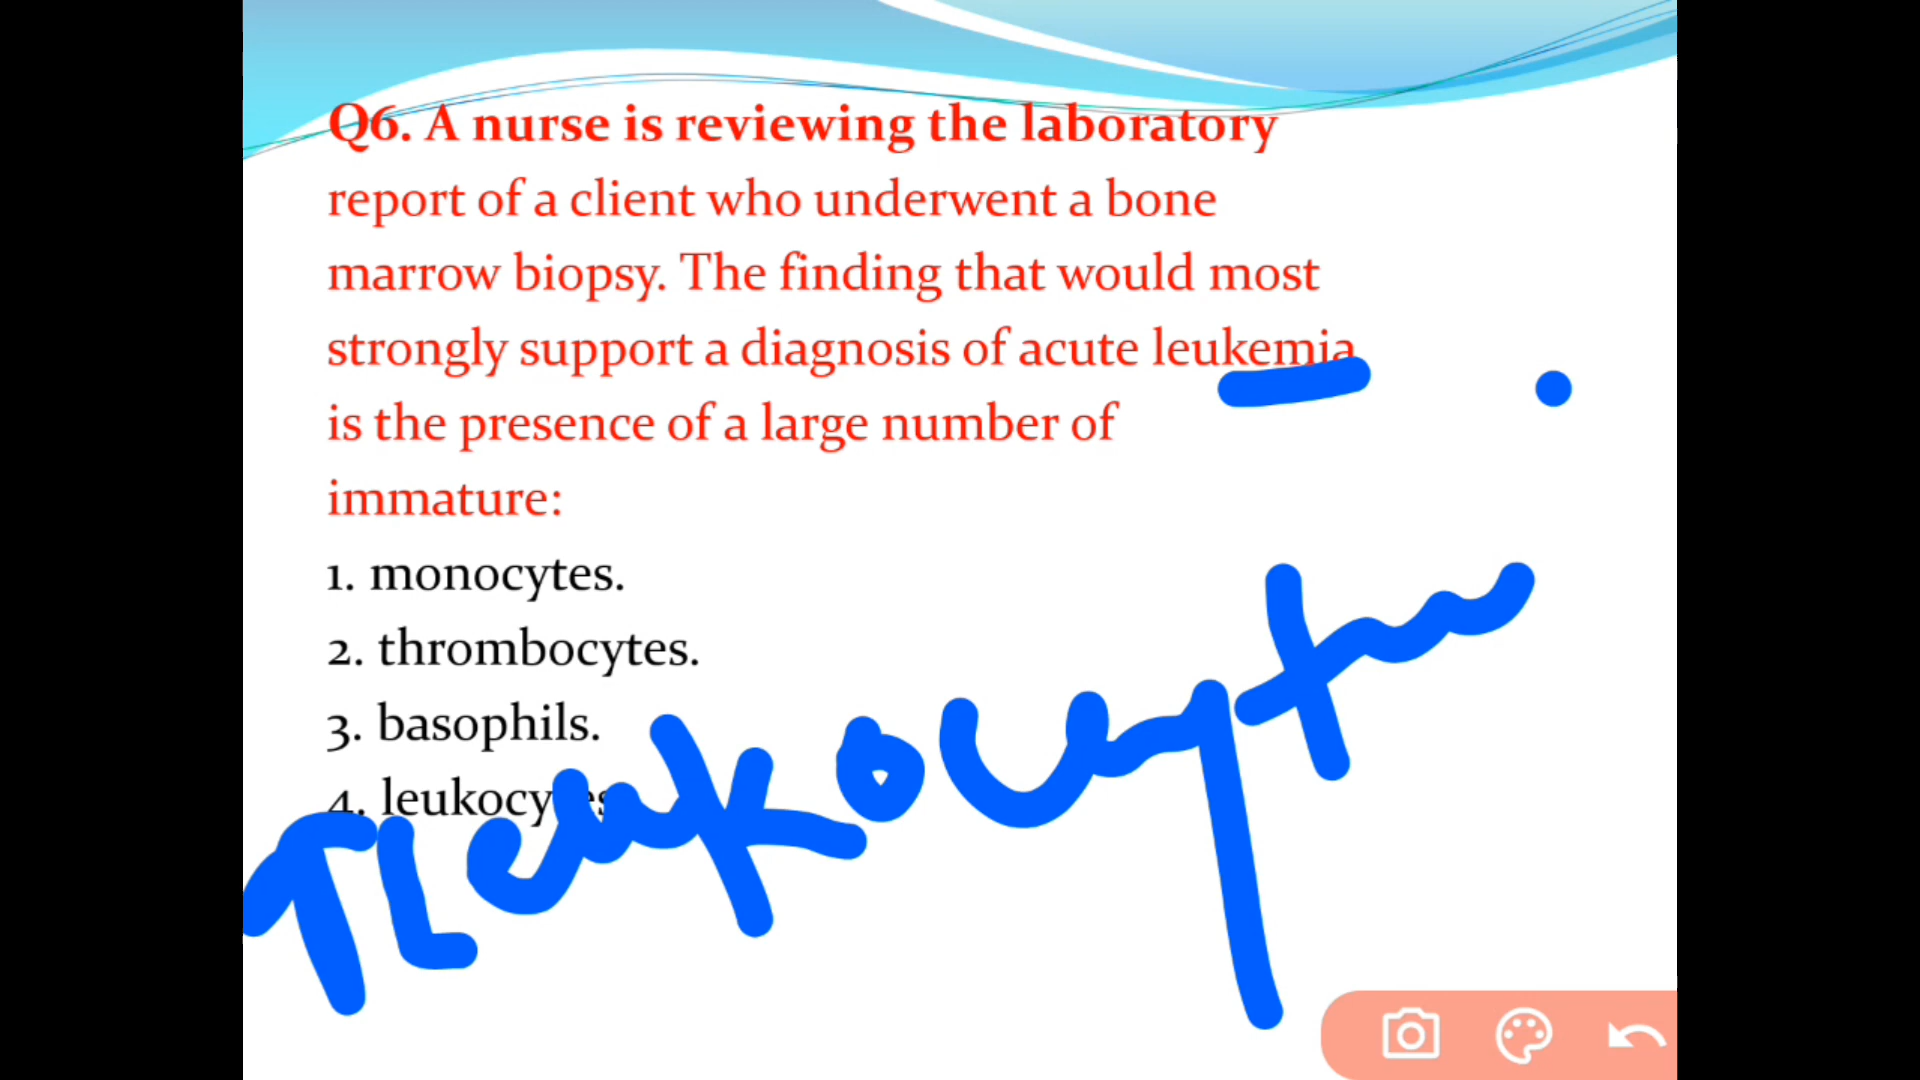 Q6. A nurse is reviewing the laboratory
report of a client who underwent a bone
marrow biopsy. The finding that would most
strongly support a diagnosis of acute leukemia
is the presence of a large number of
immature:
1. monocytes.
2. thrombocytes.
3. basophils.
4. leukocytes
↑ Leukocyt